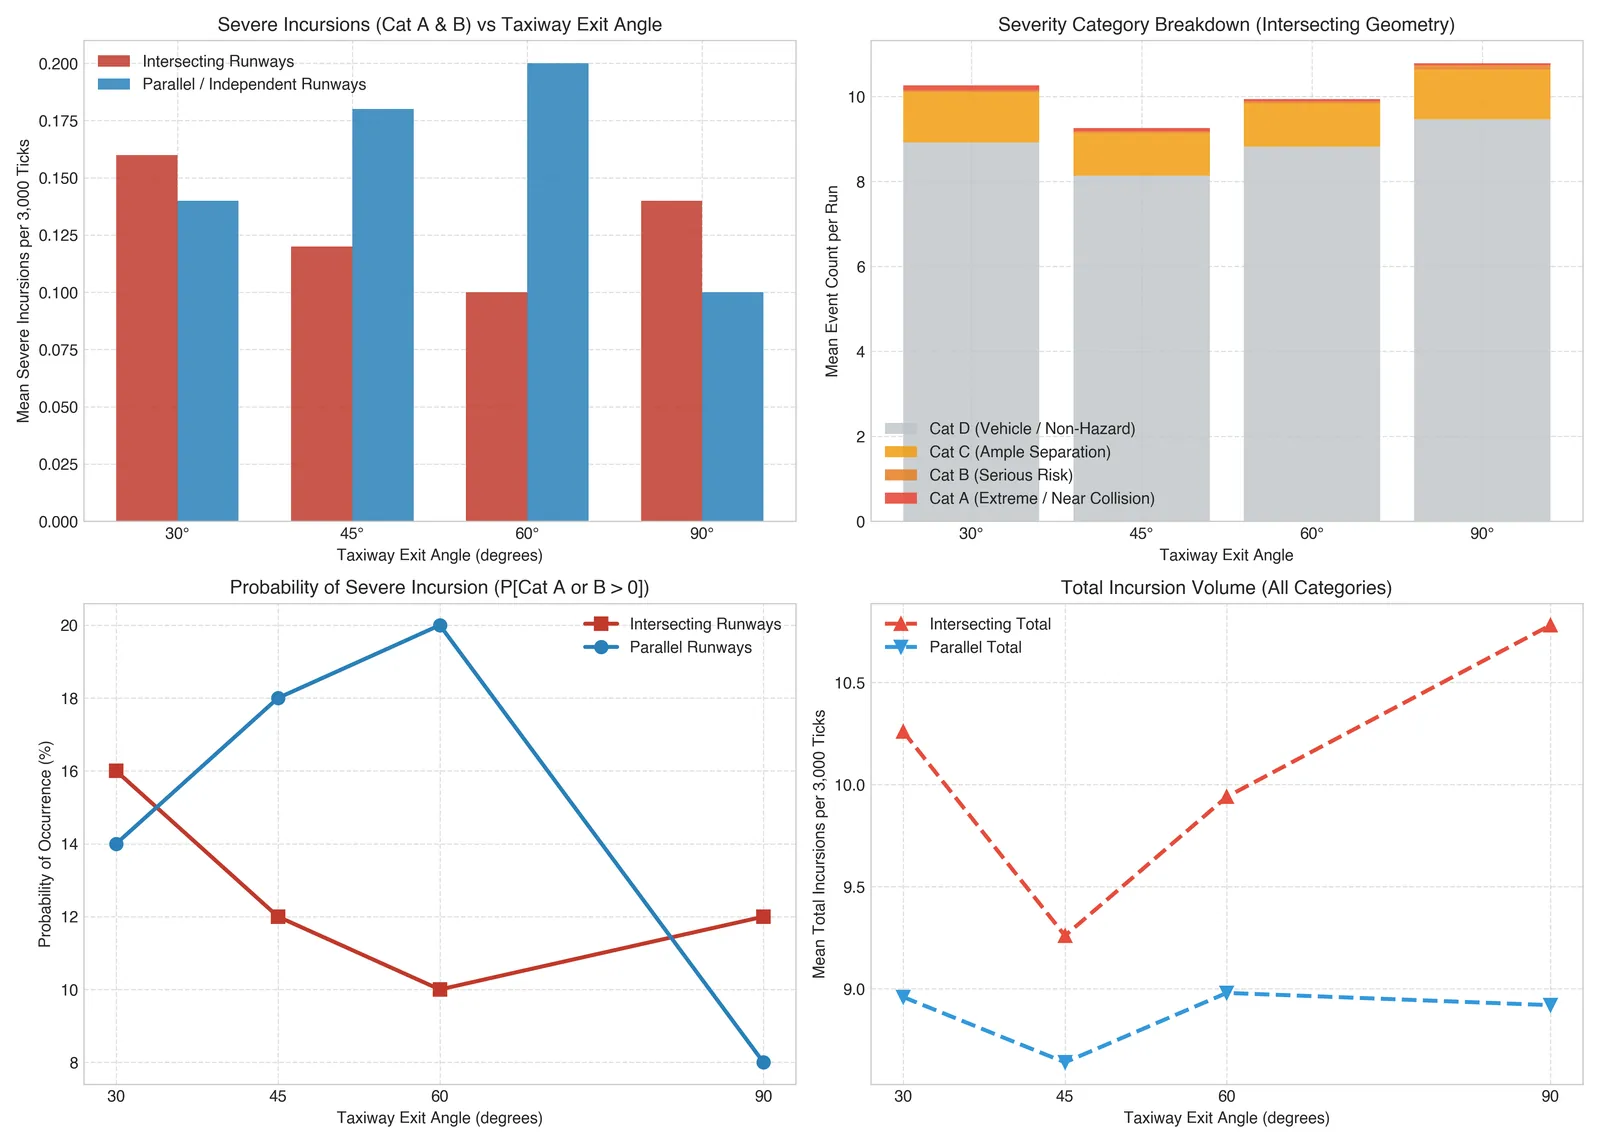 Severe Incursions (Cat A & B) vs Taxiway Exit Angle
Intersecting Runways
Parallel / Independent Runways
Mean Severe Incursions per 3,000 Ticks
0.200
0.175
0.150
0.125
0.100
0.075
0.050
0.025
0.000
30°
45°
60°
90°
Taxiway Exit Angle (degrees)
Severity Category Breakdown (Intersecting Geometry)
Mean Event Count per Run
10
8
6
4
2
0
Cat D (Vehicle / Non-Hazard)
Cat C (Ample Separation)
Cat B (Serious Risk)
Cat A (Extreme / Near Collision)
30°
45°
60°
90°
Taxiway Exit Angle
Probability of Severe Incursion (P[Cat A or B > 0])
Intersecting Runways
Parallel Runways
Probability of Occurrence (%)
20
18
16
14
12
10
8
30
45
60
90
Taxiway Exit Angle (degrees)
Total Incursion Volume (All Categories)
Intersecting Total
Parallel Total
Mean Total Incursions per 3,000 Ticks
10.5
10.0
9.5
9.0
30
45
60
90
Taxiway Exit Angle (degrees)